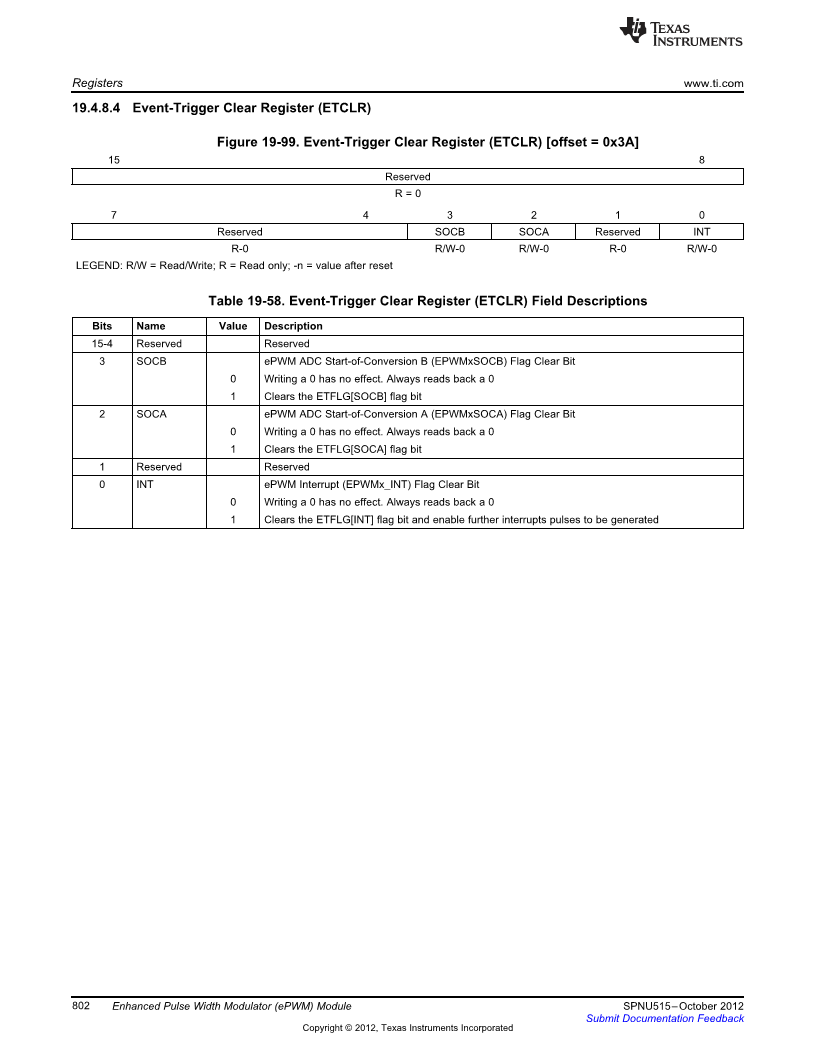 TEXAS
INSTRUMENTS
Registers www.ti.com
19.4.8.4 Event-Trigger Clear Register (ETCLR)
Figure 19-99. Event-Trigger Clear Register (ETCLR) [offset = 0x3A]
15 8
Reserved
R = 0
7 4 3 2 1 0
Reserved SOCB SOCA Reserved INT
R-0 R/W-0 R/W-0 R-0 R/W-0
LEGEND: R/W = Read/Write; R = Read only; -n = value after reset
Table 19-58. Event-Trigger Clear Register (ETCLR) Field Descriptions
Bits Name Value Description
15-4 Reserved Reserved
3 SOCB ePWM ADC Start-of-Conversion B (EPWMxSOCB) Flag Clear Bit
0 Writing a 0 has no effect. Always reads back a 0
1 Clears the ETFLG[SOCB] flag bit
2 SOCA ePWM ADC Start-of-Conversion A (EPWMxSOCA) Flag Clear Bit
0 Writing a 0 has no effect. Always reads back a 0
1 Clears the ETFLG[SOCA] flag bit
1 Reserved Reserved
0 INT ePWM Interrupt (EPWMx_INT) Flag Clear Bit
0 Writing a 0 has no effect. Always reads back a 0
1 Clears the ETFLG[INT] flag bit and enable further interrupts pulses to be generated
802 Enhanced Pulse Width Modulator (ePWM) Module SPNU515–October 2012
Submit Documentation Feedback
Copyright © 2012, Texas Instruments Incorporated